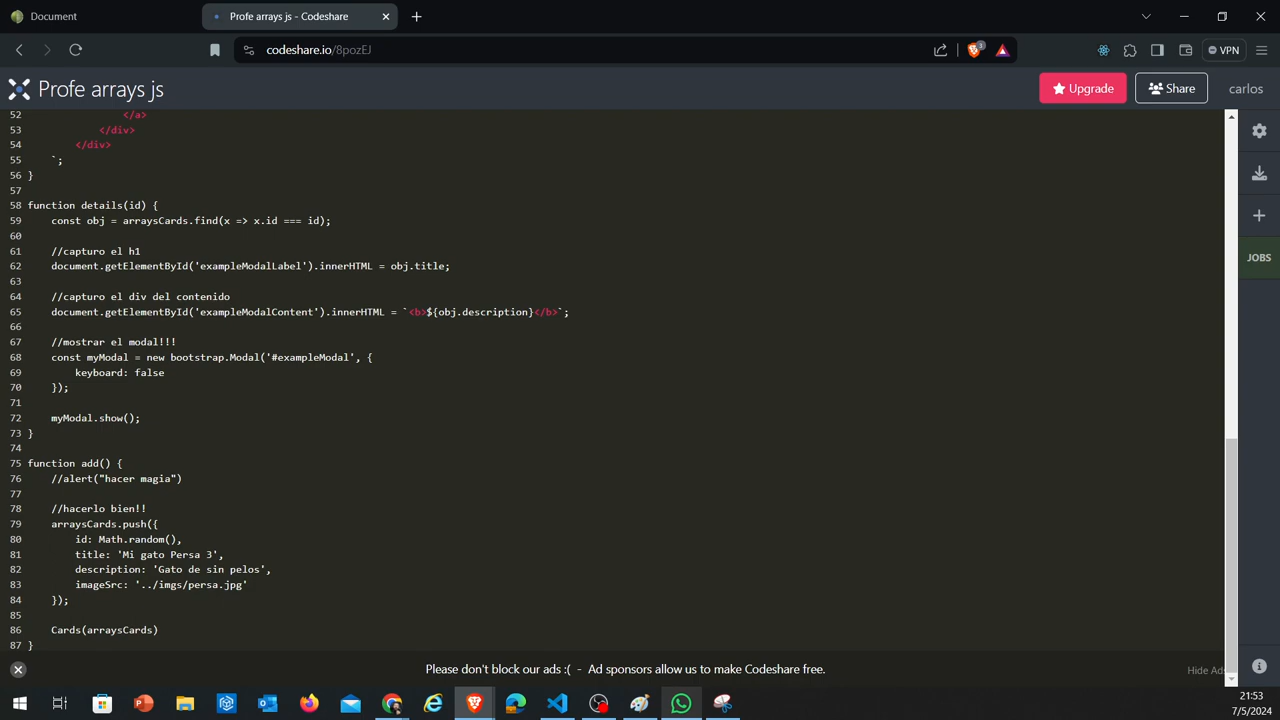 Document
Profe arrays js - Codeshare
codeshare.io/8pozEJ
3
VPN
Profe arrays js
Upgrade
Share
carlos
52 </a>
53 </div>
54 </div>
55 `;
56 }
57
58 function details(id) {
59 const obj = arraysCards.find(x => x.id === id);
60
61 //capturo el h1
62 document.getElementById('exampleModalLabel').innerHTML = obj.title;
63
64 //capturo el div del contenido
65 document.getElementById('exampleModalContent').innerHTML = `<b>${obj.description}</b>`;
66
67 //mostrar el modal!!!
68 const myModal = new bootstrap.Modal('#exampleModal', {
69 keyboard: false
70 });
71
72 myModal.show();
73 }
74
75 function add() {
76 //alert("hacer magia")
77
78 //hacerlo bien!!
79 arraysCards.push({
80 id: Math.random(),
81 title: 'Mi gato Persa 3',
82 description: 'Gato de sin pelos',
83 imageSrc: '../imgs/persa.jpg'
84 });
85
86 Cards(arraysCards)
87 }
JOBS
Please don't block our ads :( - Ad sponsors allow us to make Codeshare free.
Hide Ads
21:53
7/5/2024